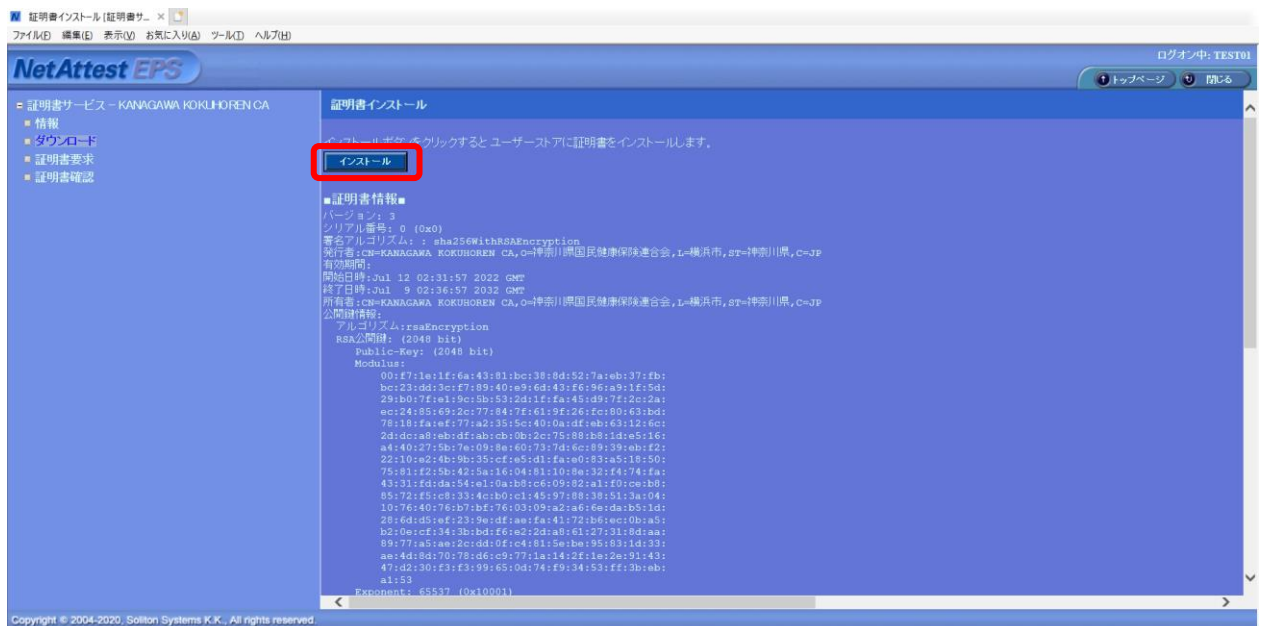 証明書インストール [証明書サ...
ファイル(F) 編集(E) 表示(V) お気に入り(A) ツール(T) ヘルプ(H)
NetAttest EPS
ログオン中: TEST01
トップページ 閉じる
証明書サービス - KANAGAWA KOKUHOREN CA
情報
ダウンロード
証明書要求
証明書確認
証明書インストール
インストールボタンをクリックすると ユーザーストアに証明書をインストールします。
インストール
■証明書情報■
バージョン: 3
シリアル番号: 0 (0x0)
署名アルゴリズム: : sha256WithRSAEncryption
発行者:CN=KANAGAWA KOKUHOREN CA,O=神奈川県国民健康保険連合会,L=横浜市,ST=神奈川県,C=JP
有効期間:
開始日時:Jul 12 02:31:57 2022 GMT
終了日時:Jul 9 02:36:57 2032 GMT
所有者:CN=KANAGAWA KOKUHOREN CA,O=神奈川県国民健康保険連合会,L=横浜市,ST=神奈川県,C=JP
公開鍵情報:
アルゴリズム:rsaEncryption
RSA公開鍵: (2048 bit)
Public-Key: (2048 bit)
Modulus:
00:f7:1e:1f:6a:43:81:bc:38:8d:52:7a:eb:37:fb:
bc:23:dd:3c:f7:89:40:e9:6d:43:f6:96:a9:1f:5d:
29:b0:7f:e1:9c:5b:53:2d:1f:fa:45:d9:7f:2c:2a:
ec:24:85:69:2c:77:84:7f:61:9f:26:fc:80:63:bd:
78:18:fa:ef:77:a2:35:5c:40:0a:df:eb:63:12:6c:
2d:dc:a8:eb:df:ab:cb:0b:2c:75:88:b8:1d:e5:16:
a4:40:27:5b:7e:09:8e:60:73:7d:6c:89:39:eb:f2:
22:10:e2:4b:9b:35:cf:e5:d1:fa:e0:83:a5:18:50:
75:81:f2:5b:42:5a:16:04:81:10:8e:32:f4:74:fa:
43:31:fd:da:54:e1:0a:b8:c6:09:82:a1:f0:ce:b8:
85:72:f5:c8:33:4c:b0:c1:45:97:88:38:51:3a:04:
10:76:40:76:b7:bf:76:03:09:a2:a6:6e:da:b5:1d:
28:6d:d5:ef:23:9e:df:ae:fa:41:72:b6:ec:0b:a5:
b2:0e:cf:34:3b:bd:f6:e2:2d:a8:61:27:31:8d:aa:
89:77:a5:ae:2c:dd:0f:c4:81:5e:be:95:83:1d:33:
ae:4d:8d:70:78:d6:c9:77:1a:14:2f:1e:2e:91:43:
47:d2:30:f3:f3:99:65:0d:74:f9:34:53:ff:3b:eb:
a1:53
Exponent: 65537 (0x10001)
Copyright © 2004-2020, Soliton Systems K.K., All rights reserved.